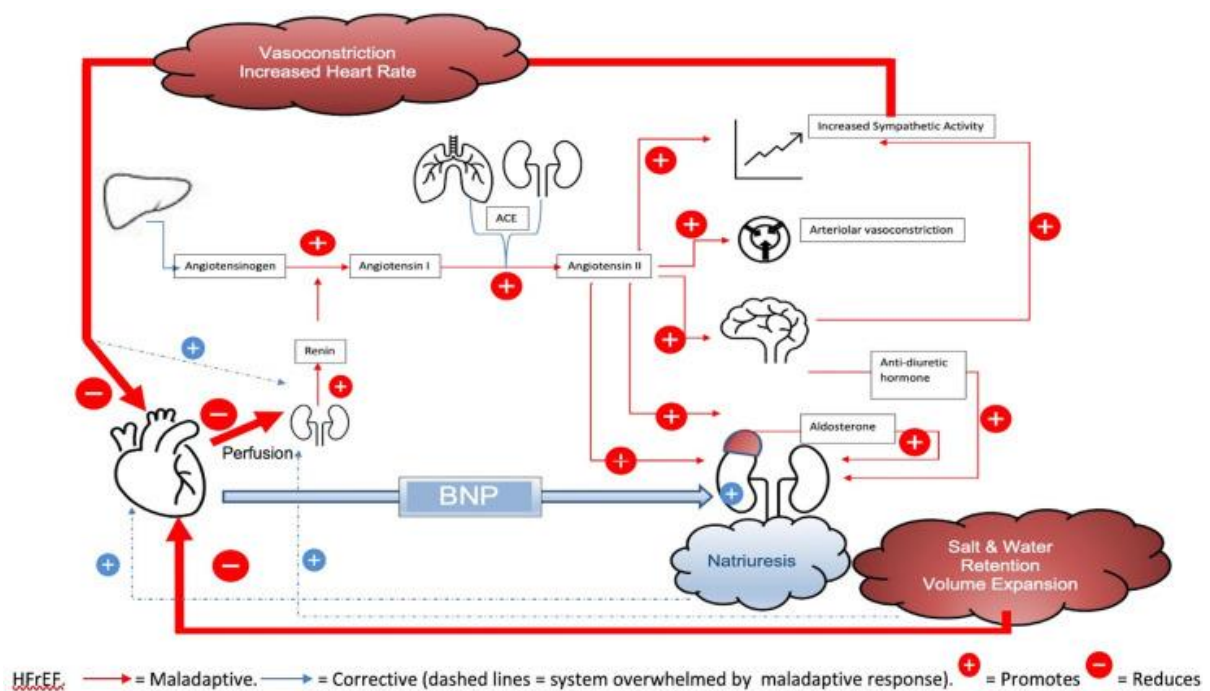 Vasoconstriction
Increased Heart Rate
Increased Sympathetic Activity
ACE
Arteriolar vasoconstriction
Angiotensinogen
Angiotensin I
Angiotensin II
Renin
Anti-diuretic
hormone
Aldosterone
Perfusion
BNP
Natriuresis
Salt & Water
Retention
Volume Expansion
HFrEF. = Maladaptive. = Corrective (dashed lines = system overwhelmed by maladaptive response). + = Promotes − = Reduces